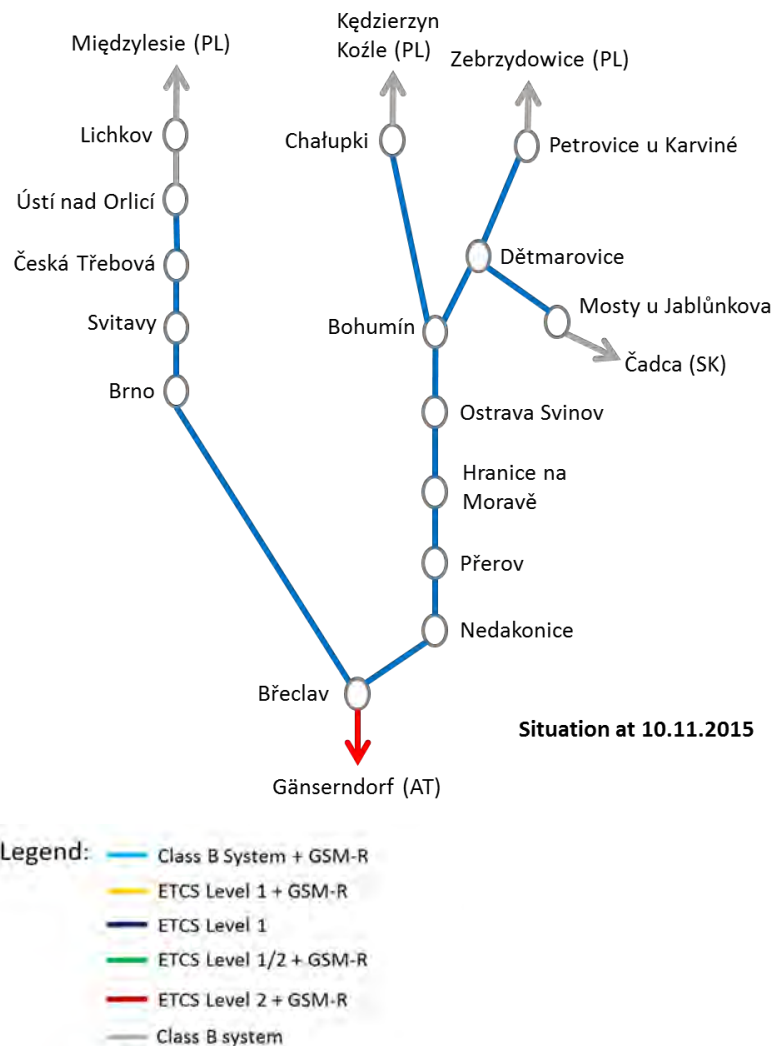 Międzylesie (PL)
Kędzierzyn
Koźle (PL)
Zebrzydowice (PL)
Lichkov
Chałupki
Petrovice u Karviné
Ústí nad Orlicí
Česká Třebová
Dětmarovice
Svitavy
Bohumín
Mosty u Jablůnkova
Čadca (SK)
Brno
Ostrava Svinov
Hranice na
Moravě
Přerov
Nedakonice
Břeclav
Situation at 10.11.2015
Gänserndorf (AT)
Legend:
Class B System + GSM-R
ETCS Level 1 + GSM-R
ETCS Level 1
ETCS Level 1/2 + GSM-R
ETCS Level 2 + GSM-R
Class B system